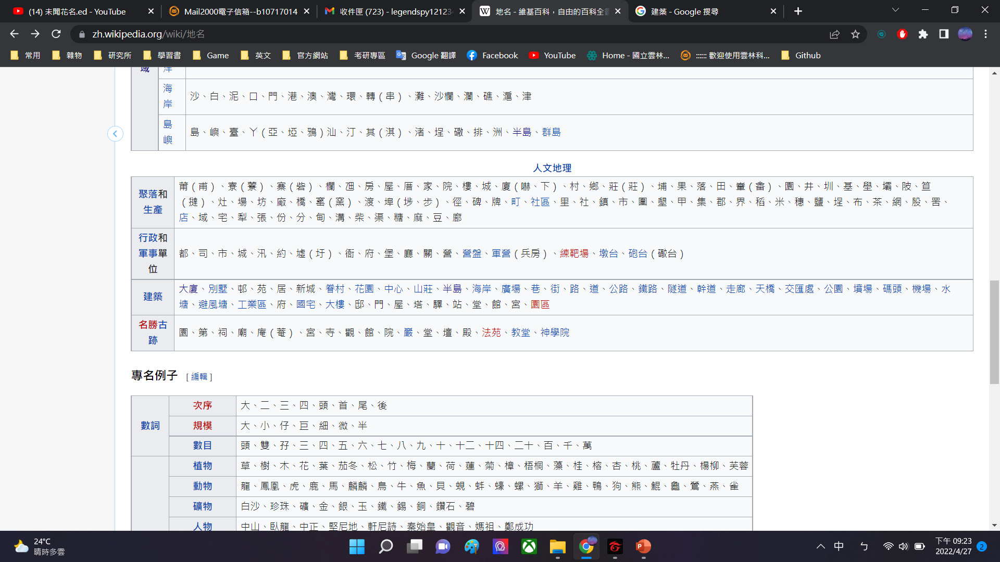 (14) 未聞花名.ed - YouTube
Mail2000電子信箱--b10717014
收件匣 (723) - legendspy12123
地名 - 維基百科，自由的百科全
建築 - Google 搜尋
zh.wikipedia.org/wiki/地名
常用 雜物 研究所 學習書 Game 英文 官方網站 考研專區 Google 翻譯 Facebook YouTube Home - 國立雲林... :::::: 歡迎使用雲林科... Github
域 洋
海岸 沙、白、泥、口、門、港、澳、灣、環、轉（串）、灘、沙欄、瀾、礁、滬、津
島嶼 島、嶼、臺、丫（亞、埡、鴉）汕、汀、其（淇）、渚、埕、磡、排、洲、半島、群島
人文地理
聚落和
生產
莆（甫）、寮（藔）、寨（砦）、欄、乪、房、屋、厝、家、院、樓、城、廈（嚇、下）、村、鄉、莊（荘）、埔、果、落、田、輋（畲）、園、井、圳、基、壆、壩、陂、笪
（撻）、灶、場、坊、廠、橋、窰（窯）、渡、埠（埗、步）、徑、碑、牌、町、社區、里、社、鎮、市、圍、墾、甲、集、郡、界、稻、米、穗、鹽、埕、布、茶、網、股、罟、
店、域、宅、犁、張、份、分、甸、溝、柴、渠、糖、麻、豆、廍
行政和
軍事單
位
都、司、市、城、汛、約、墟（圩）、衙、府、堡、廳、關、營、營盤、軍營（兵房）、練靶場、墩台、砲台（礮台）
建築
大廈、別墅、邨、苑、居、新城、眷村、花園、中心、山莊、半島、海岸、廣場、巷、街、路、道、公路、鐵路、隧道、幹道、走廊、天橋、交匯處、公園、墳場、碼頭、機場、水
塘、避風塘、工業區、府、國宅、大樓、邸、門、屋、塔、驛、站、堂、館、宮、園區
名勝古
跡
園、第、祠、廟、庵（菴）、宮、寺、觀、館、院、巖、堂、壇、殿、法苑、教堂、神學院
專名例子 [ 編輯 ]
數詞
次序 大、二、三、四、頭、首、尾、後
規模 大、小、仔、巨、細、微、半
數目 頭、雙、孖、三、四、五、六、七、八、九、十、十二、十四、二十、百、千、萬
植物 草、樹、木、花、葉、茄冬、松、竹、梅、蘭、荷、蓮、菊、樟、梧桐、藻、桂、榕、杏、桃、蘆、牡丹、楊柳、芙蓉
動物 龍、鳳凰、虎、鹿、馬、麟麟、鳥、牛、魚、貝、蜆、蚌、蠔、螺、獅、羊、雞、鴨、狗、熊、鯤、龜、鶯、燕、雀
礦物 白沙、珍珠、礦、金、銀、玉、鐵、錫、銅、鑽石、碧
人物 中山、臥龍、中正、堅尼地、軒尼詩、秦始皇、觀音、媽祖、鄭成功
24°C
晴時多雲
中 ㄅ
下午 09:23
2022/4/27
2